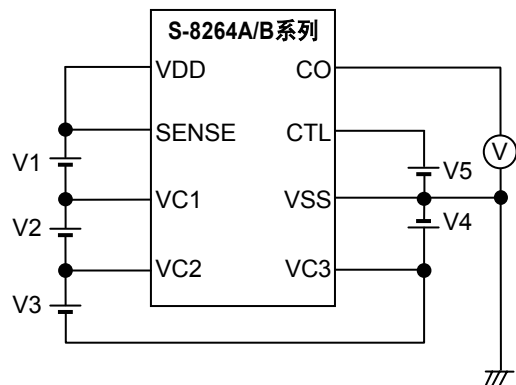 S-8264A/B系列
VDD
CO
SENSE
CTL
V
V1
V5
VC1
VSS
V2
V4
VC2
VC3
V3